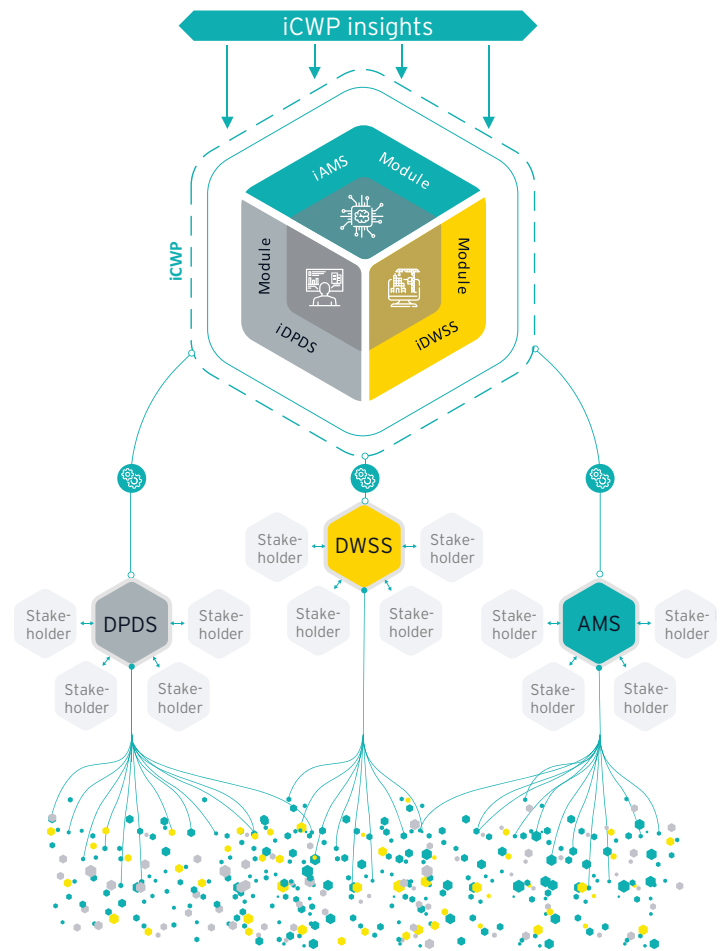 iCWP insights
iAMS Module
iCWP
Module
iDPDS
Module
iDWSS
Stake-
holder
DWSS
Stake-
holder
Stake-
holder
Stake-
holder
Stake-
holder
DPDS
Stake-
holder
Stake-
holder
Stake-
holder
Stake-
holder
AMS
Stake-
holder
Stake-
holder
Stake-
holder